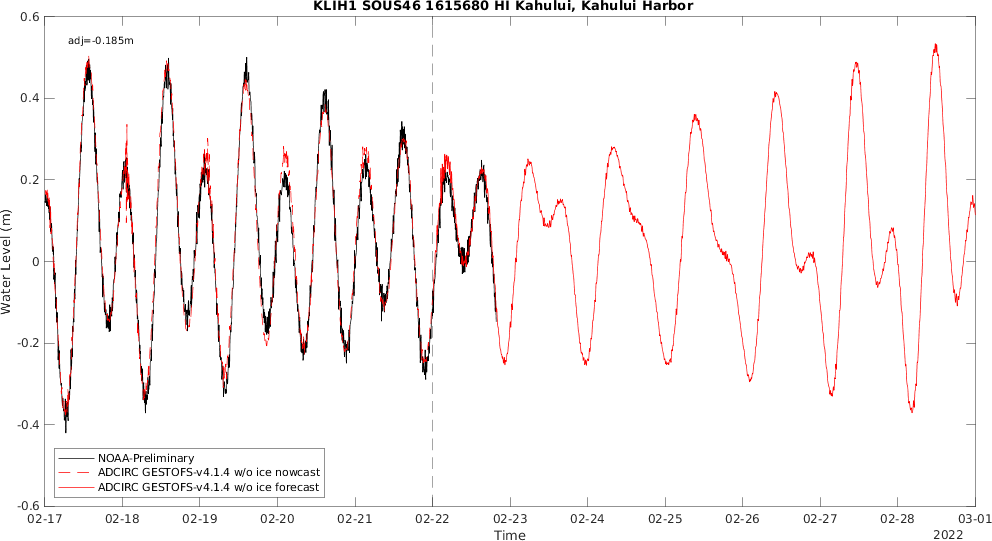 KLIH1 SOUS46 1615680 HI Kahului, Kahului Harbor
adj=-0.185m
0.6
0.4
0.2
0
-0.2
-0.4
-0.6
Water Level (m)
NOAA-Preliminary
ADCIRC GESTOFS-v4.1.4 w/o ice nowcast
ADCIRC GESTOFS-v4.1.4 w/o ice forecast
02-17 02-18 02-19 02-20 02-21 02-22 02-23 02-24 02-25 02-26 02-27 02-28 03-01
Time
2022